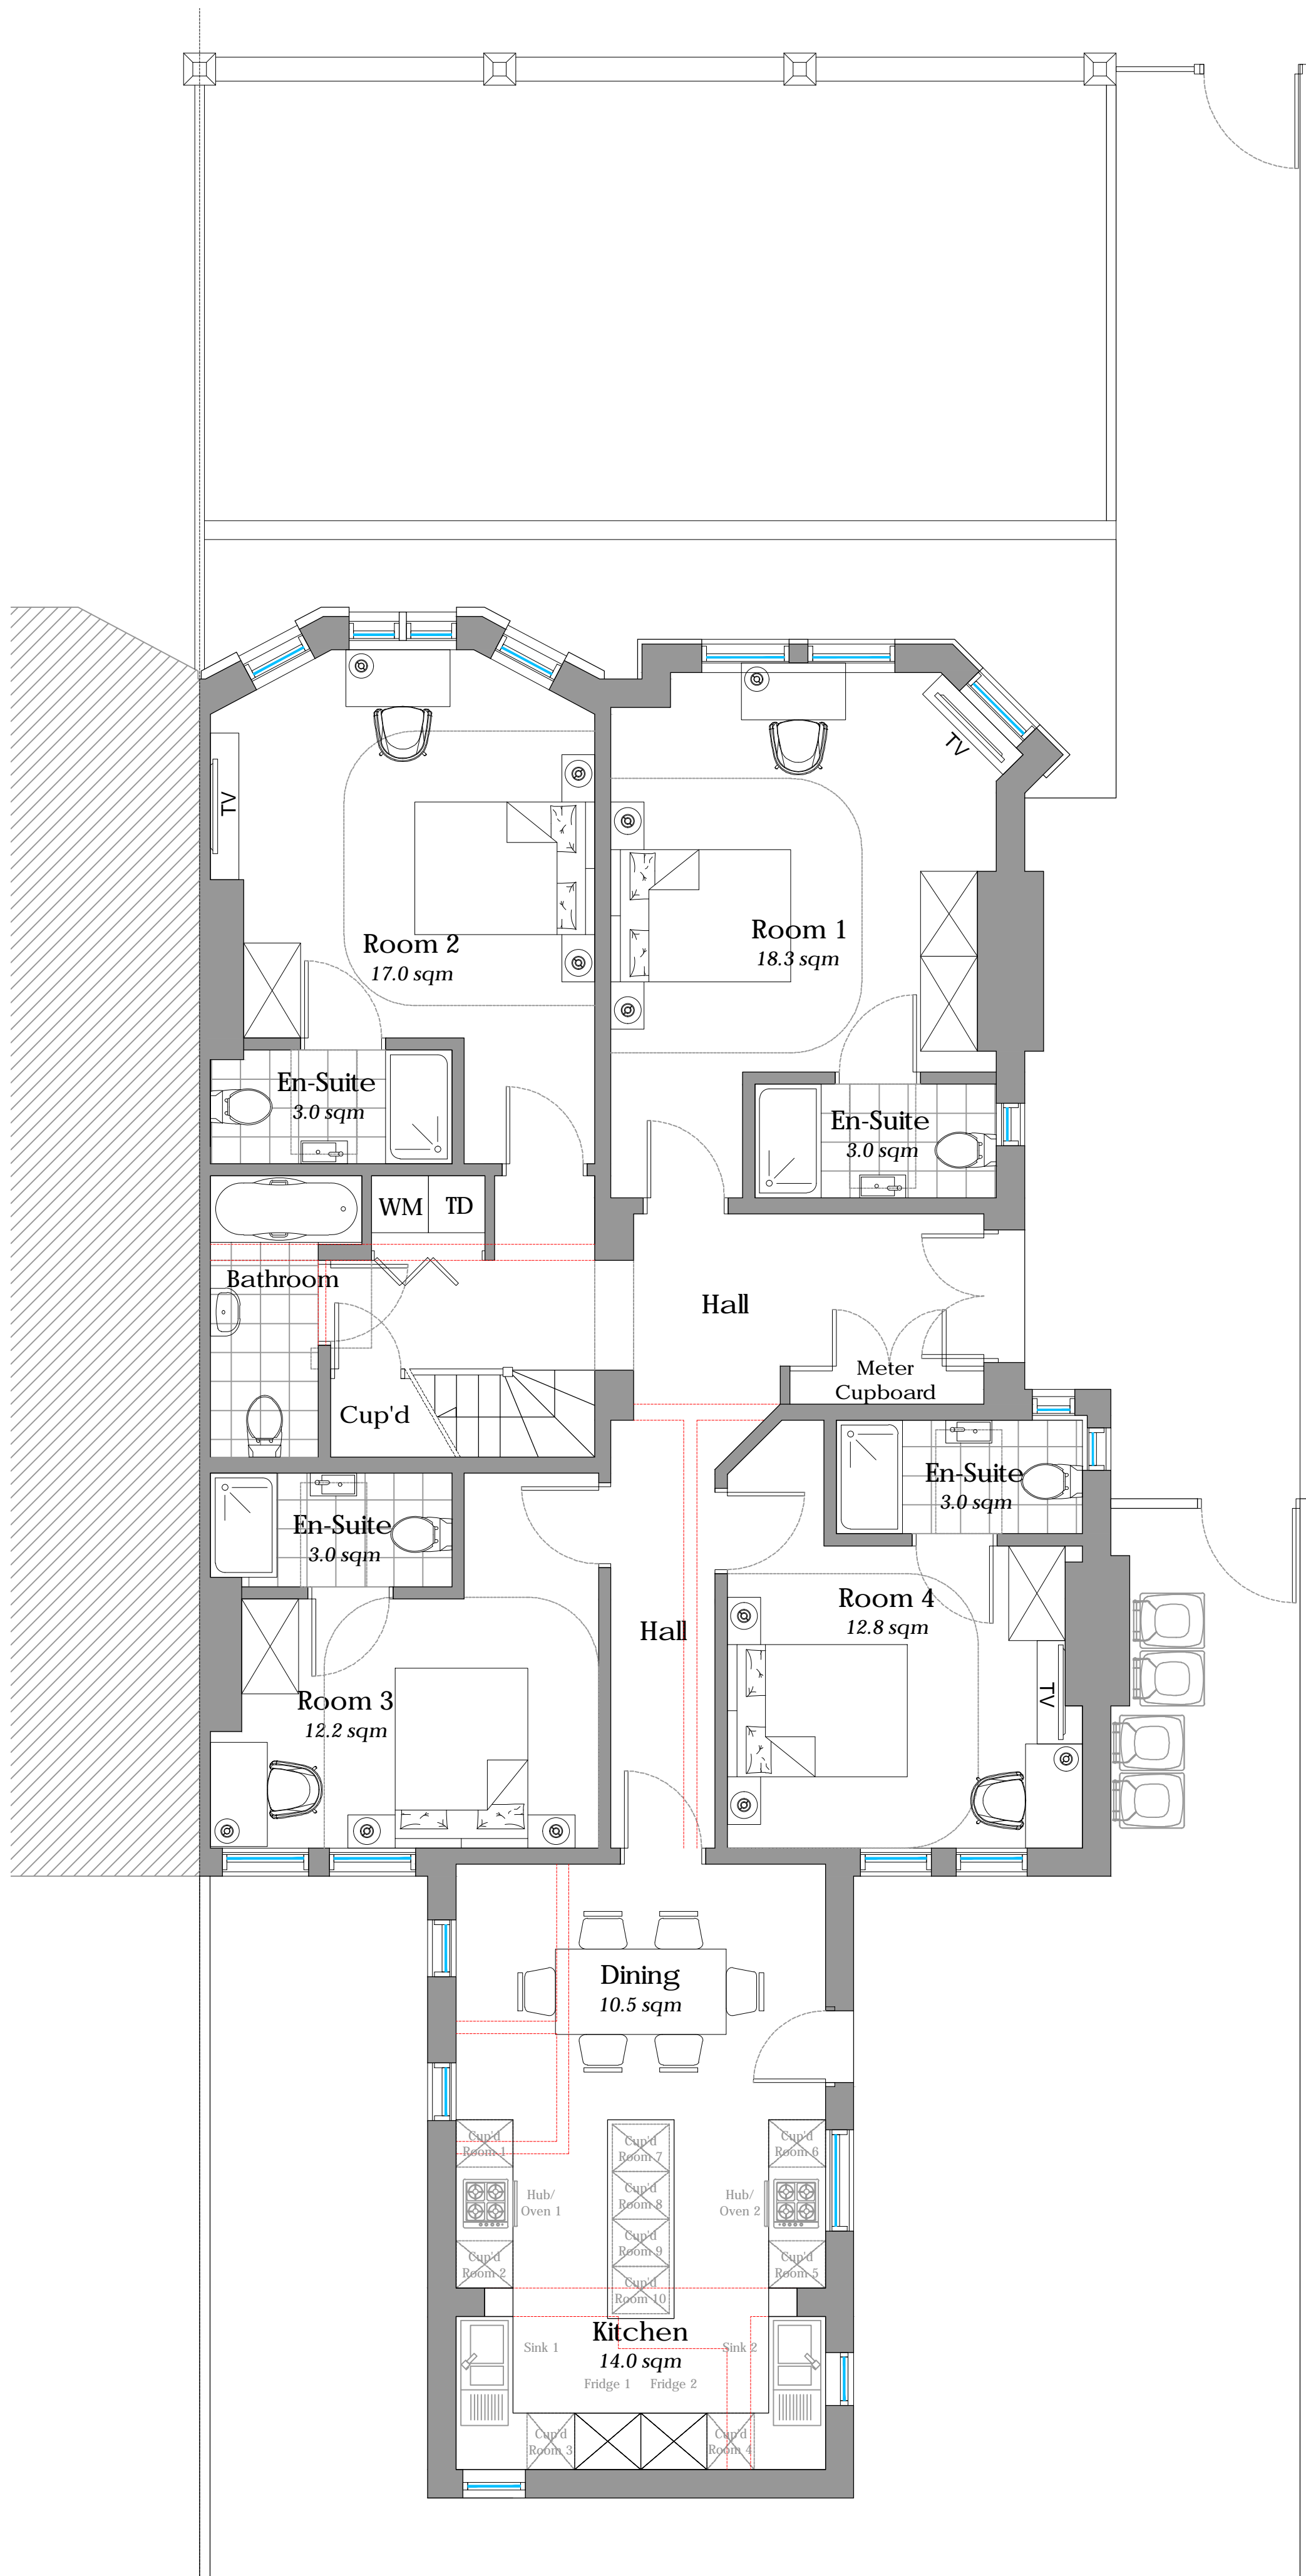 TV
TV
Room 2
17.0 sqm
Room 1
18.3 sqm
En-Suite
3.0 sqm
En-Suite
3.0 sqm
WM
TD
Bathroom
Hall
Meter
Cupboard
Cup'd
En-Suite
3.0 sqm
En-Suite
3.0 sqm
Room 4
12.8 sqm
Hall
TV
Room 3
12.2 sqm
Dining
10.5 sqm
Cup'd
Room 1
Cup'd
Room 7
Cup'd
Room 6
Hub/
Oven 1
Cup'd
Room 8
Hub/
Oven 2
Cup'd
Room 9
Cup'd
Room 2
Cup'd
Room 10
Cup'd
Room 5
Kitchen
14.0 sqm
Sink 1
Sink 2
Fridge 1
Fridge 2
Cup'd
Room 3
Cup'd
Room 4